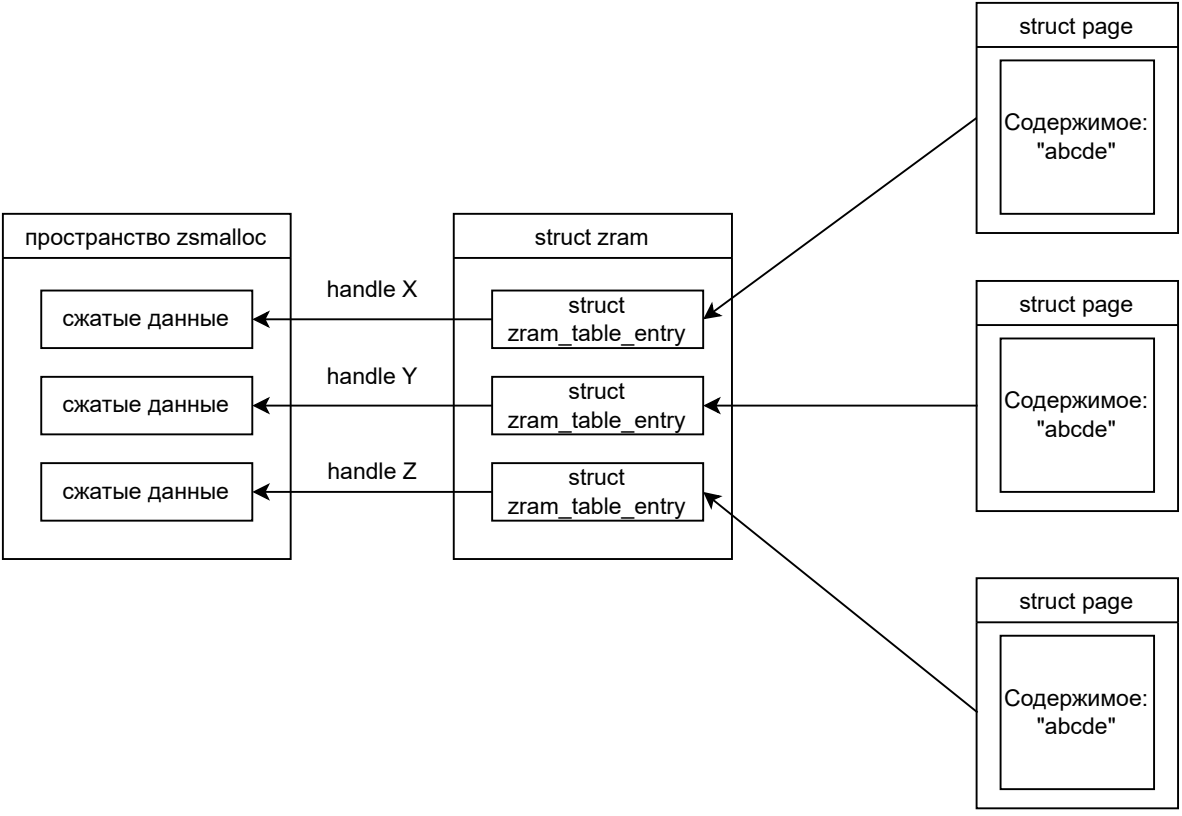 struct page
Содержимое:
"abcde"
пространство zsmalloc
сжатые данные
сжатые данные
сжатые данные
handle X
handle Y
handle Z
struct zram
struct
zram_table_entry
struct
zram_table_entry
struct
zram_table_entry
struct page
Содержимое:
"abcde"
struct page
Содержимое:
"abcde"